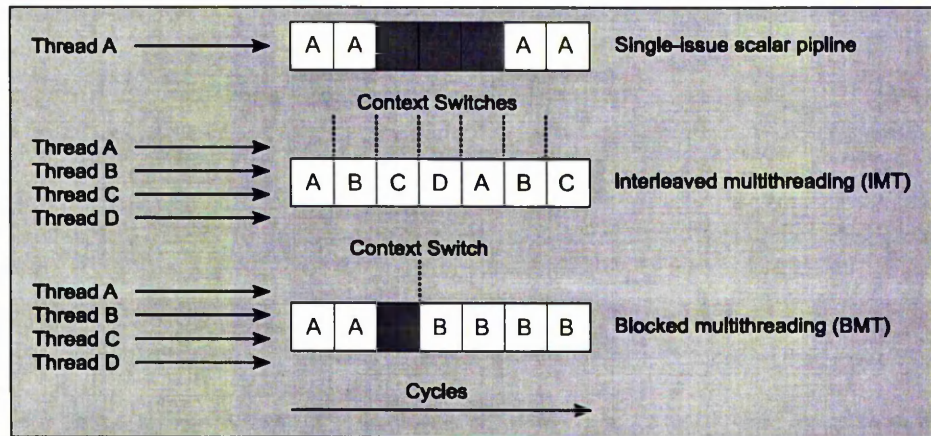 Thread A
A A A A
Single-issue scalar pipline
Context Switches
Thread A
Thread B
Thread C
Thread D
A B C D A B C
Interleaved multithreading (IMT)
Context Switch
Thread A
Thread B
Thread C
Thread D
A A B B B B
Blocked multithreading (BMT)
Cycles